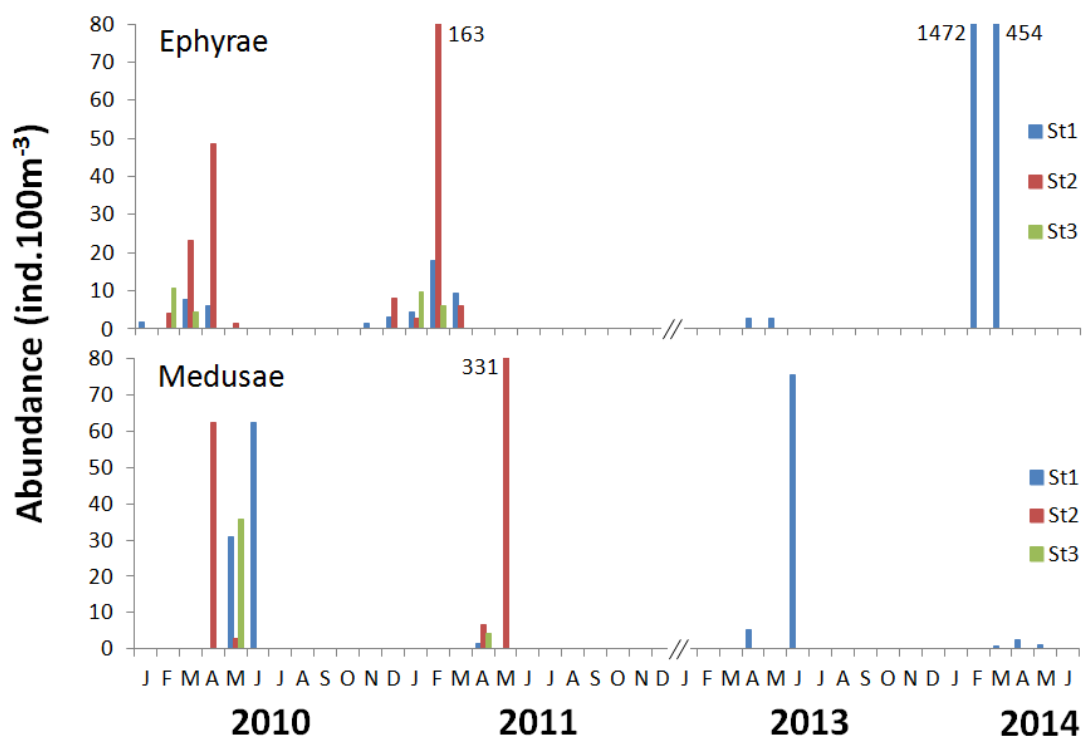 Ephyrae
80
70
60
50
40
30
20
10
0
163
1472
454
St1
St2
St3
Abundance (ind.100m⁻³)
//
Medusae
80
70
60
50
40
30
20
10
0
331
St1
St2
St3
//
J F M A M J J A S O N D J F M A M J J A S O N D J F M A M J J A S O N D J F M A M J
2010 2011 2013 2014